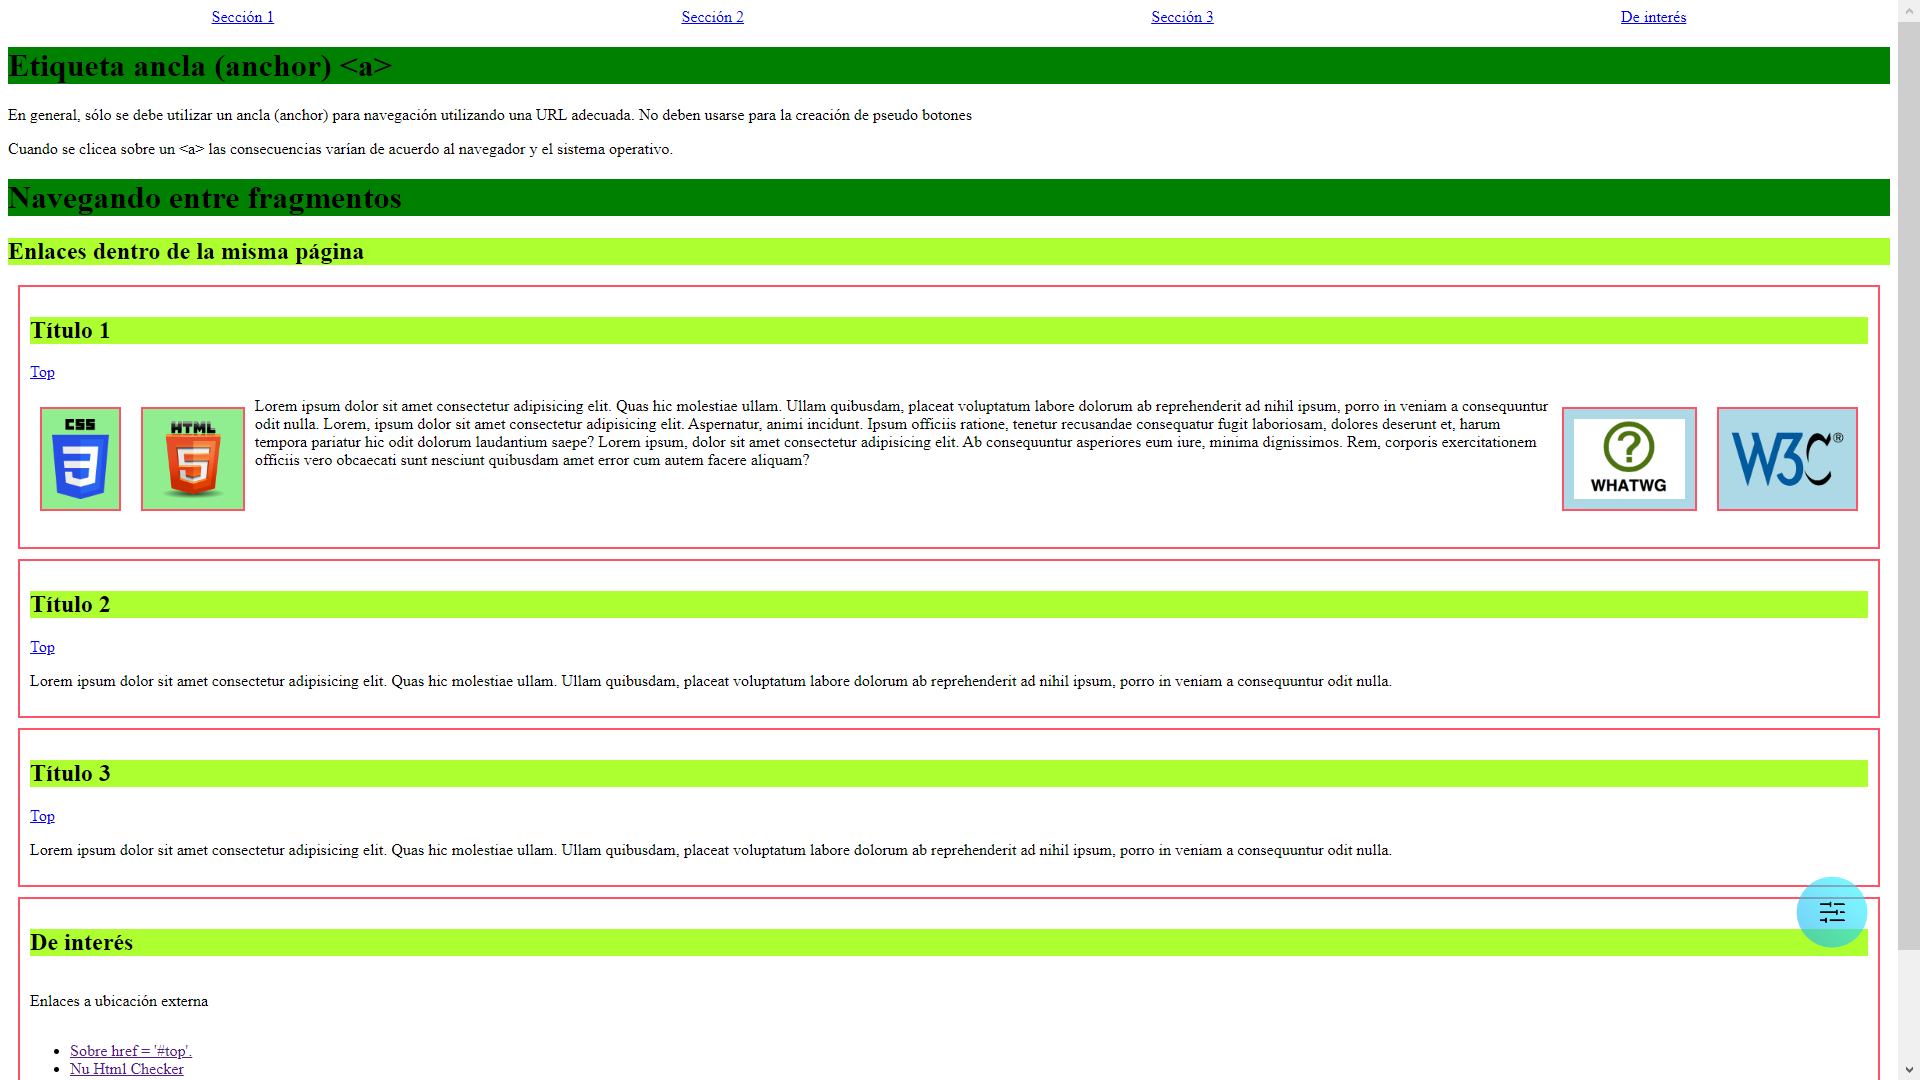 Sección 1 Sección 2 Sección 3 De interés
Etiqueta ancla (anchor) <a>
En general, sólo se debe utilizar un ancla (anchor) para navegación utilizando una URL adecuada. No deben usarse para la creación de pseudo botones
Cuando se clicea sobre un <a> las consecuencias varían de acuerdo al navegador y el sistema operativo.
Navegando entre fragmentos
Enlaces dentro de la misma página
Título 1
Top
CSS
3
HTML
5
Lorem ipsum dolor sit amet consectetur adipisicing elit. Quas hic molestiae ullam. Ullam quibusdam, placeat voluptatum labore dolorum ab reprehenderit ad nihil ipsum, porro in veniam a consequuntur
odit nulla. Lorem, ipsum dolor sit amet consectetur adipisicing elit. Aspernatur, animi incidunt. Ipsum officiis ratione, tenetur recusandae consequatur fugit laboriosam, dolores deserunt et, harum
tempora pariatur hic odit dolorum laudantium saepe? Lorem ipsum, dolor sit amet consectetur adipisicing elit. Ab consequuntur asperiores eum iure, minima dignissimos. Rem, corporis exercitationem
officiis vero obcaecati sunt nesciunt quibusdam amet error cum autem facere aliquam?
?
WHATWG
W3C®
Título 2
Top
Lorem ipsum dolor sit amet consectetur adipisicing elit. Quas hic molestiae ullam. Ullam quibusdam, placeat voluptatum labore dolorum ab reprehenderit ad nihil ipsum, porro in veniam a consequuntur odit nulla.
Título 3
Top
Lorem ipsum dolor sit amet consectetur adipisicing elit. Quas hic molestiae ullam. Ullam quibusdam, placeat voluptatum labore dolorum ab reprehenderit ad nihil ipsum, porro in veniam a consequuntur odit nulla.
De interés
Enlaces a ubicación externa
Sobre href = '#top'.
Nu Html Checker